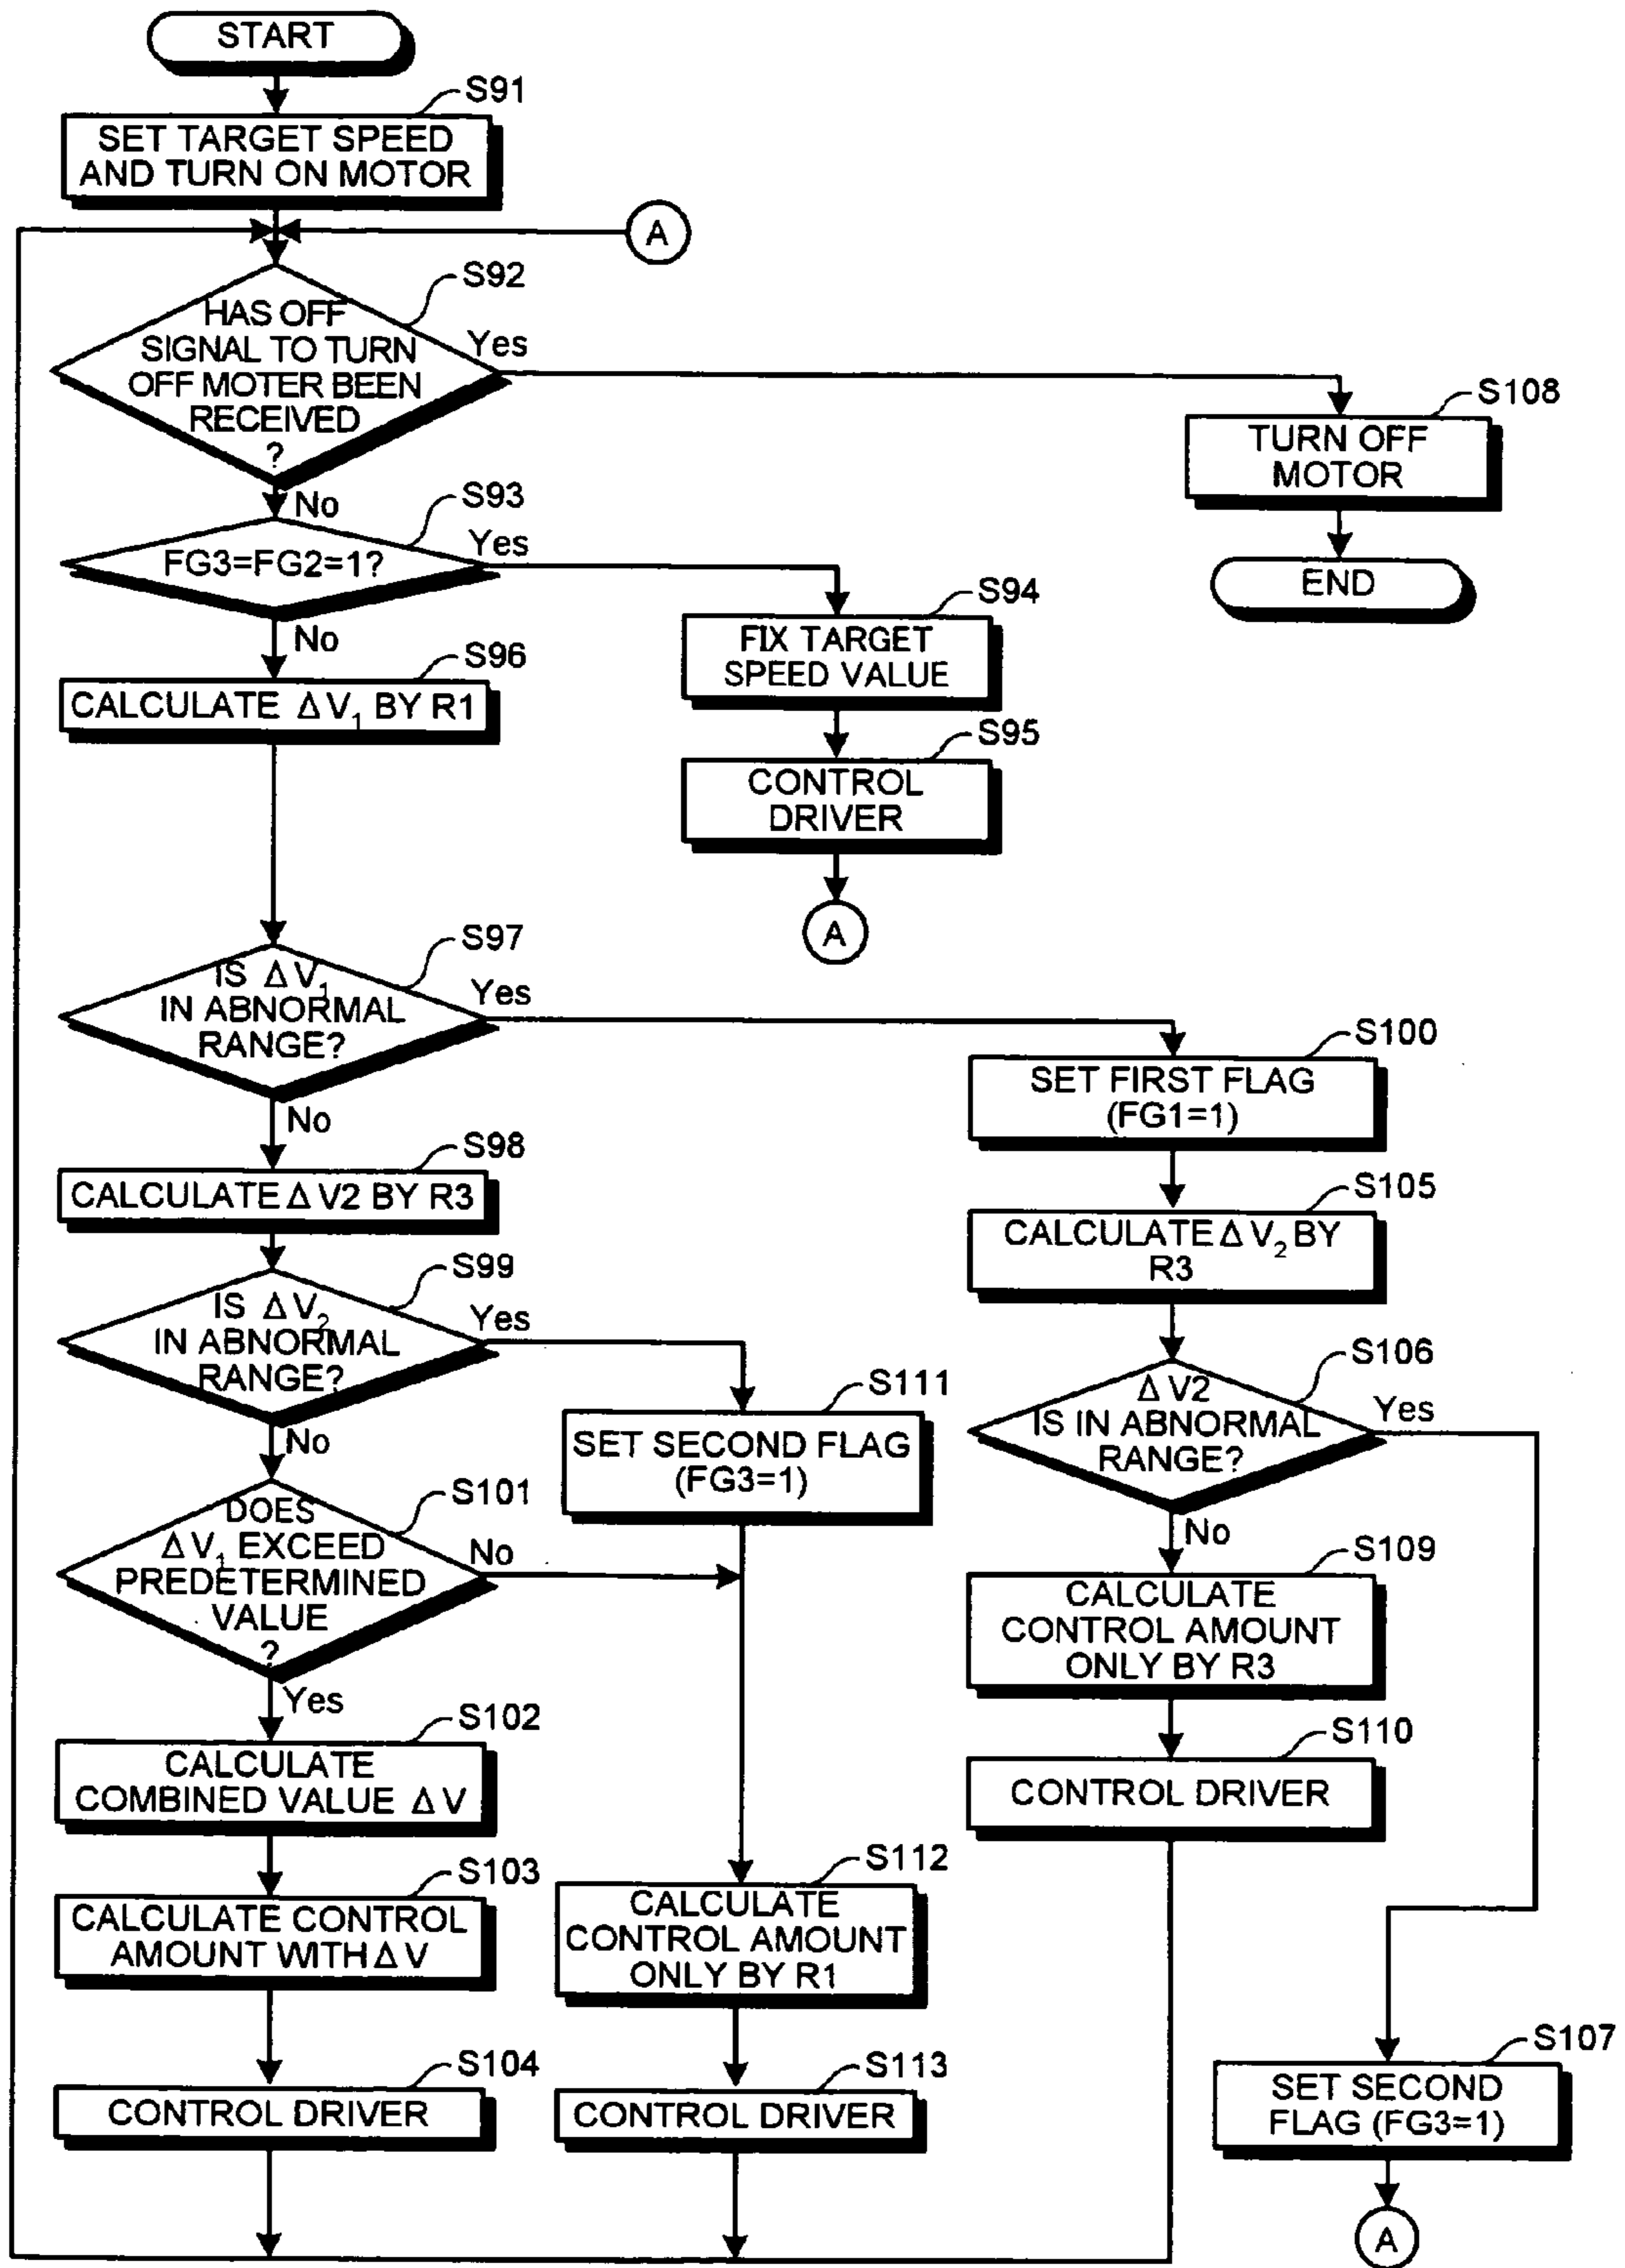 START
S91
SET TARGET SPEED
AND TURN ON MOTOR
A
S92
HAS OFF
SIGNAL TO TURN
OFF MOTER BEEN
RECEIVED
?
Yes
No
S108
TURN OFF
MOTOR
END
S93
FG3=FG2=1?
Yes
No
S94
FIX TARGET
SPEED VALUE
S95
CONTROL
DRIVER
A
S96
CALCULATE ΔV₁ BY R1
S97
IS ΔV₁
IN ABNORMAL
RANGE?
Yes
No
S100
SET FIRST FLAG
(FG1=1)
S98
CALCULATE ΔV2 BY R3
S105
CALCULATE ΔV₂ BY
R3
S99
IS ΔV₂
IN ABNORMAL
RANGE?
Yes
No
S111
SET SECOND FLAG
(FG3=1)
S106
ΔV2
IS IN ABNORMAL
RANGE?
Yes
No
S101
DOES
ΔV₁ EXCEED
PREDETERMINED
VALUE
?
No
Yes
S109
CALCULATE
CONTROL AMOUNT
ONLY BY R3
S102
CALCULATE
COMBINED VALUE ΔV
S110
CONTROL DRIVER
S103
CALCULATE CONTROL
AMOUNT WITH ΔV
S112
CALCULATE
CONTROL AMOUNT
ONLY BY R1
S104
CONTROL DRIVER
S113
CONTROL DRIVER
S107
SET SECOND
FLAG (FG3=1)
A